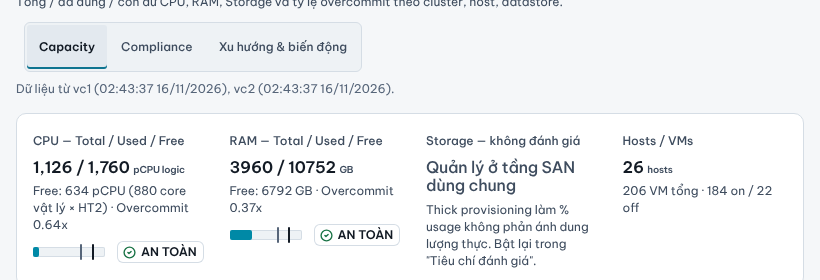 Tổng / đã dùng / còn dư CPU, RAM, Storage và tỷ lệ overcommit theo cluster, host, datastore.
Capacity Compliance Xu hướng & biến động
Dữ liệu từ vc1 (02:43:37 16/11/2026), vc2 (02:43:37 16/11/2026).
CPU — Total / Used / Free
1,126 / 1,760 pCPU logic
Free: 634 pCPU (880 core
vật lý × HT2) · Overcommit
0.64x
AN TOÀN
RAM — Total / Used / Free
3960 / 10752 GB
Free: 6792 GB · Overcommit
0.37x
AN TOÀN
Storage — không đánh giá
Quản lý ở tầng SAN
dùng chung
Thick provisioning làm %
usage không phản ánh dung
lượng thực. Bật lại trong
"Tiêu chí đánh giá".
Hosts / VMs
26 hosts
206 VM tổng · 184 on / 22
off